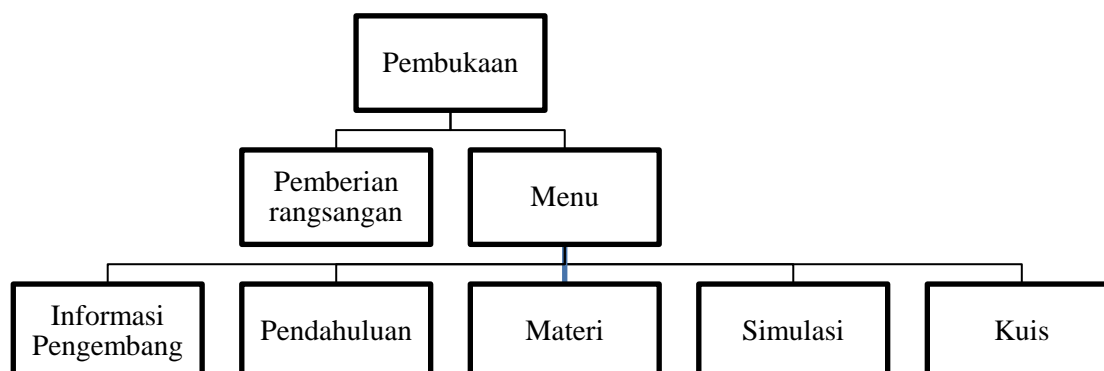 Pembukaan
Pemberian
rangsangan
Menu
Informasi
Pengembang
Pendahuluan
Materi
Simulasi
Kuis